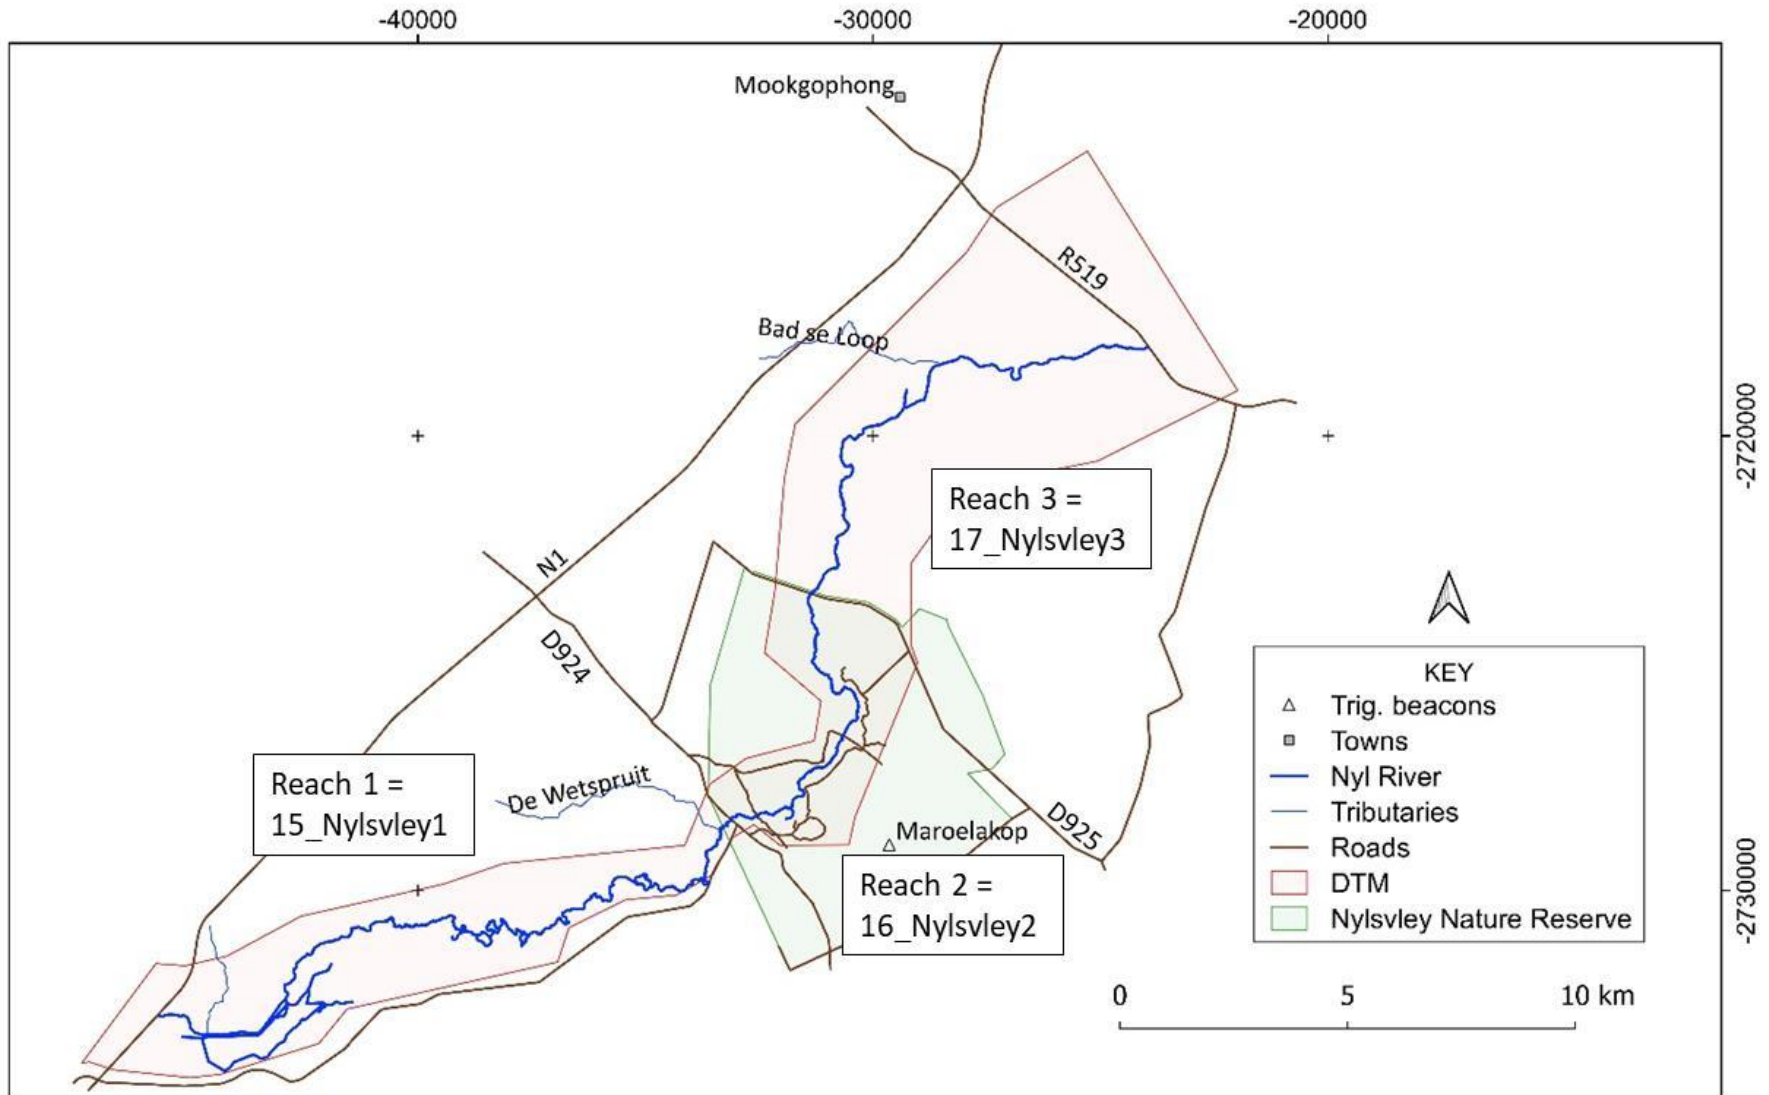 -40000
-30000
-20000
Mookgophong
R519
Bad se Loop
-2720000
Reach 3 =
17_Nylsvley3
N1
D924
KEY
Trig. beacons
Towns
Nyl River
Tributaries
Roads
DTM
Nylsvley Nature Reserve
Reach 1 =
15_Nylsvley1
De Wetspruit
D925
Maroelakop
Reach 2 =
16_Nylsvley2
-2730000
0 5 10 km